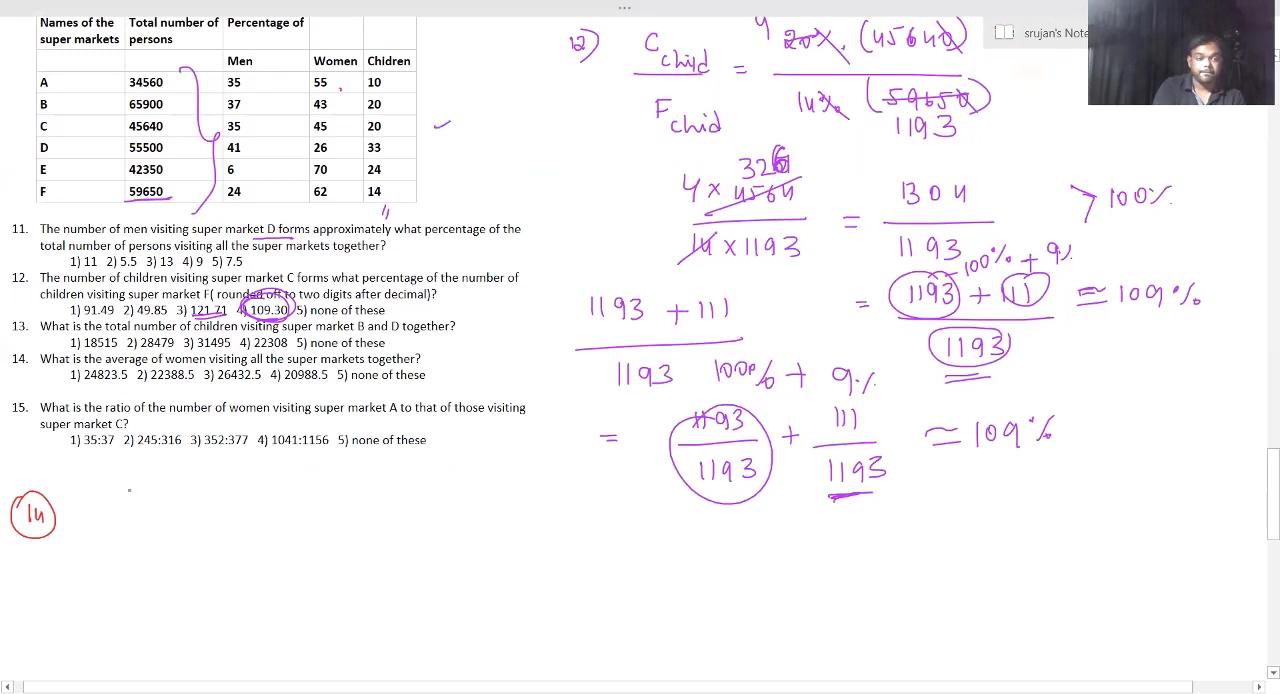 Names of the super markets Total number of persons Percentage of
Men Women Children
A 34560 35 55 10
B 65900 37 43 20
C 45640 35 45 20
D 55500 41 26 33
E 42350 6 70 24
F 59650 24 62 14
11. The number of men visiting super market D forms approximately what percentage of the
total number of persons visiting all the super markets together?
1) 11 2) 5.5 3) 13 4) 9 5) 7.5
12. The number of children visiting super market C forms what percentage of the number of
children visiting super market F( rounded off to two digits after decimal)?
1) 91.49 2) 49.85 3) 121.71 4) 109.30 5) none of these
13. What is the total number of children visiting super market B and D together?
1) 18515 2) 28479 3) 31495 4) 22308 5) none of these
14. What is the average of women visiting all the super markets together?
1) 24823.5 2) 22388.5 3) 26432.5 4) 20988.5 5) none of these
15. What is the ratio of the number of women visiting super market A to that of those visiting
super market C?
1) 35:37 2) 245:316 3) 352:377 4) 1041:1156 5) none of these
14
srujan's Note
12) C child / F chid = 4 20%. (45640) / 14%. (59650)
1193
326
4 × 4564 / 14 × 1193 = 1304 / 1193 > 100%
100% + 9%
1193 + 111 / 1193 = 1193 + 111 / 1193 ≈ 109%
100% + 9%
= 1193 / 1193 + 111 / 1193 ≈ 109%